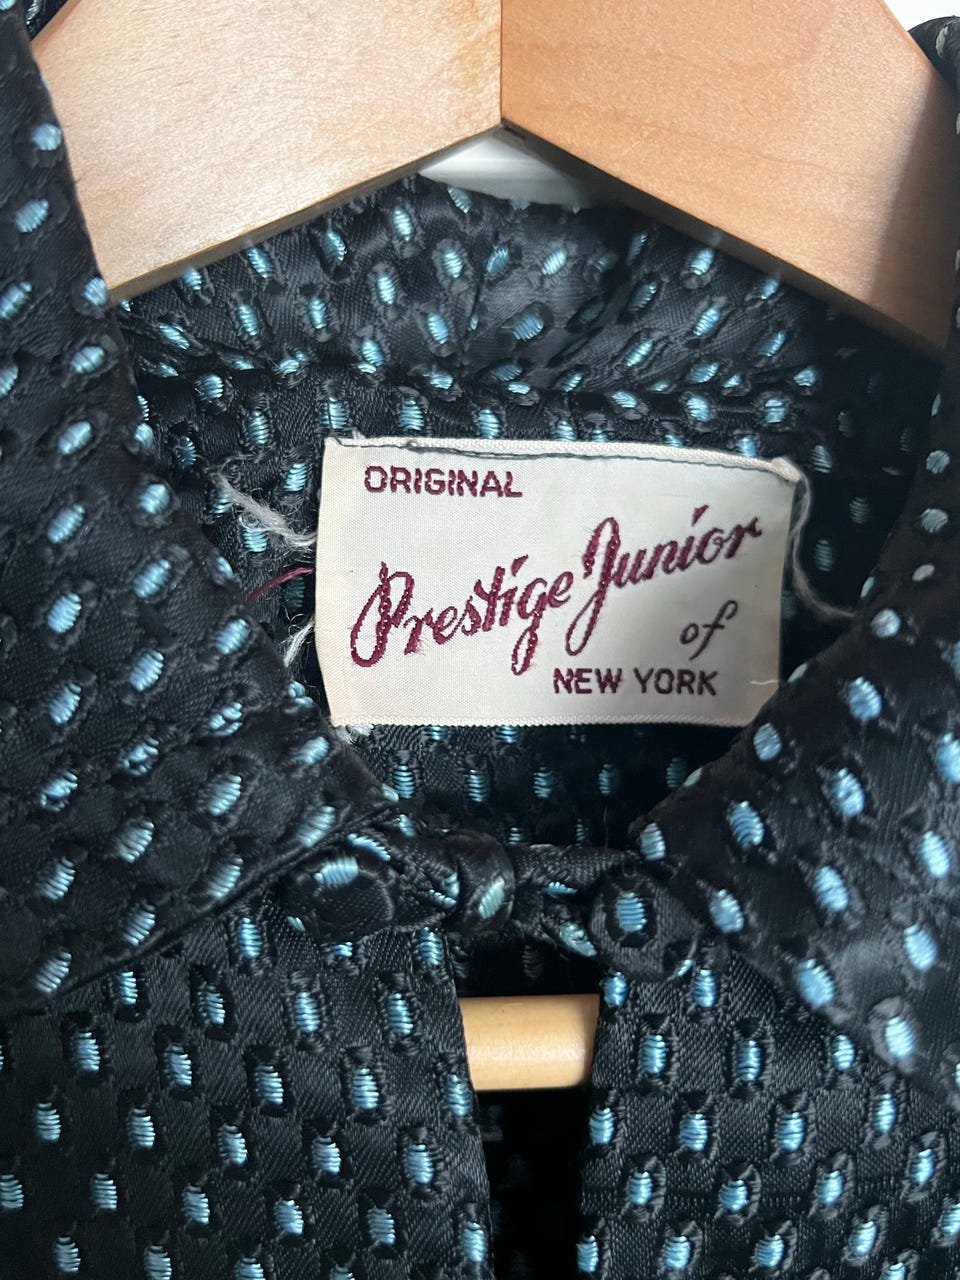 ORIGINAL
Prestige Junior
of
NEW YORK